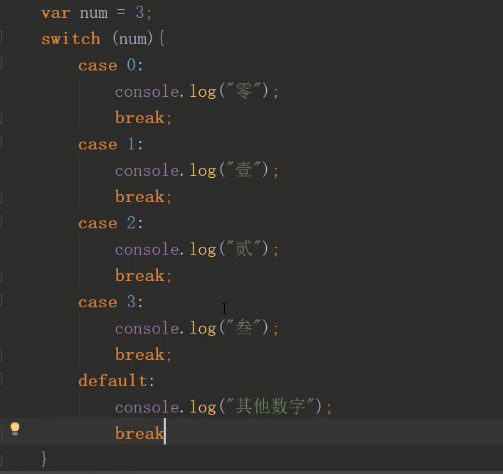 var num = 3;
switch (num){
case 0:
console.log("零");
break;
case 1:
console.log("壹");
break;
case 2:
console.log("贰");
break;
case 3:
console.log("叁");
break;
default:
console.log("其他数字");
break
}